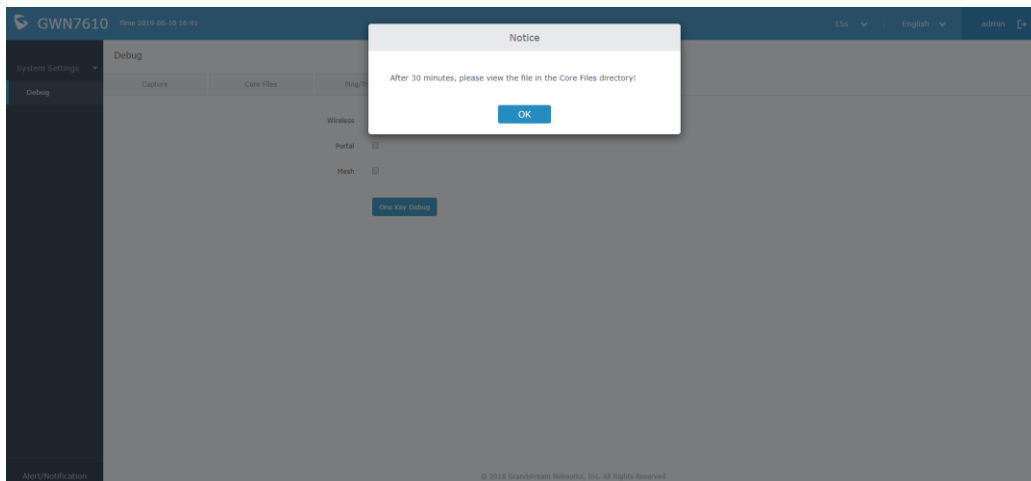 GWN7610 Time 2019-06-10 16:41 15s English admin
Notice
After 30 minutes, please view the file in the Core Files directory!
OK
System Settings
Debug
Debug
Capture Core Files
Wireless
Portal
Mesh
One Key Debug
Alert/Notification
© 2018 Grandstream Networks, Inc. All Rights Reserved